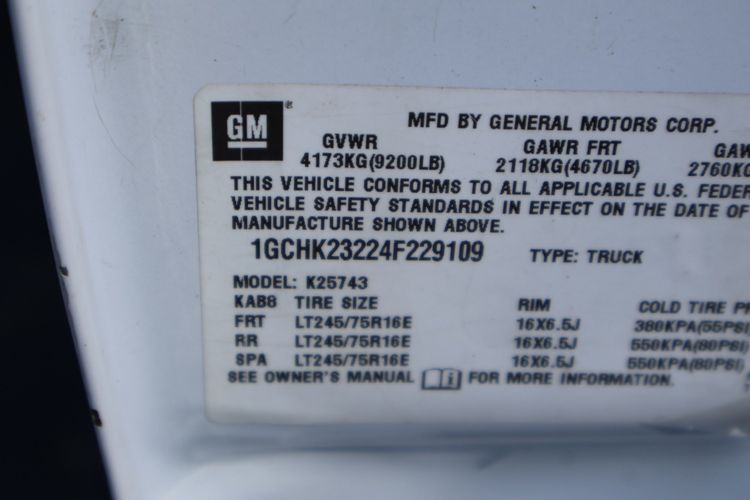 GM ® MFD BY GENERAL MOTORS CORP.
GVWR GAWR FRT
4173KG(9200LB) 2118KG(4670LB)
THIS VEHICLE CONFORMS TO ALL APPLICABLE U.S.
VEHICLE SAFETY STANDARDS IN EFFECT ON THE DATE OF
MANUFACTURE SHOWN ABOVE.
1GCHK23224F229109 TYPE: TRUCK
MODEL: K25743
KAB8 TIRE SIZE RIM COLD TIRE
FRT LT245/75R16E 16X6.5J 380KPA(55PSI)
RR LT245/75R16E 16X6.5J 550KPA(80PSI)
SPA LT245/75R16E 16X6.5J 550KPA(80PSI)
SEE OWNER'S MANUAL i FOR MORE INFORMATION.